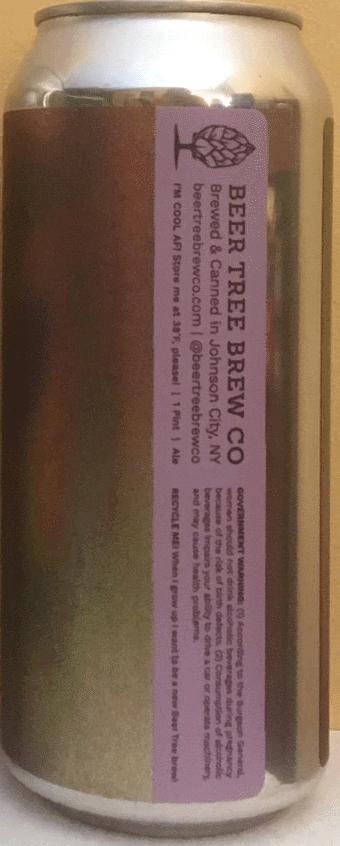 BEER TREE BREW CO
Brewed & Canned in Johnson City, NY
beertreebrewco.com | @beertreebrewco
I'M COOL AF! Store me at 38°F, please! | 1 Pint | Ale
GOVERNMENT WARNING: (1) According to the Surgeon General,
women should not drink alcoholic beverages during pregnancy
because of the risk of birth defects. (2) Consumption of alcoholic
beverages impairs your ability to drive a car or operate machinery,
and may cause health problems.
RECYCLE ME! When I grow up I want to be a new Beer Tree brew!